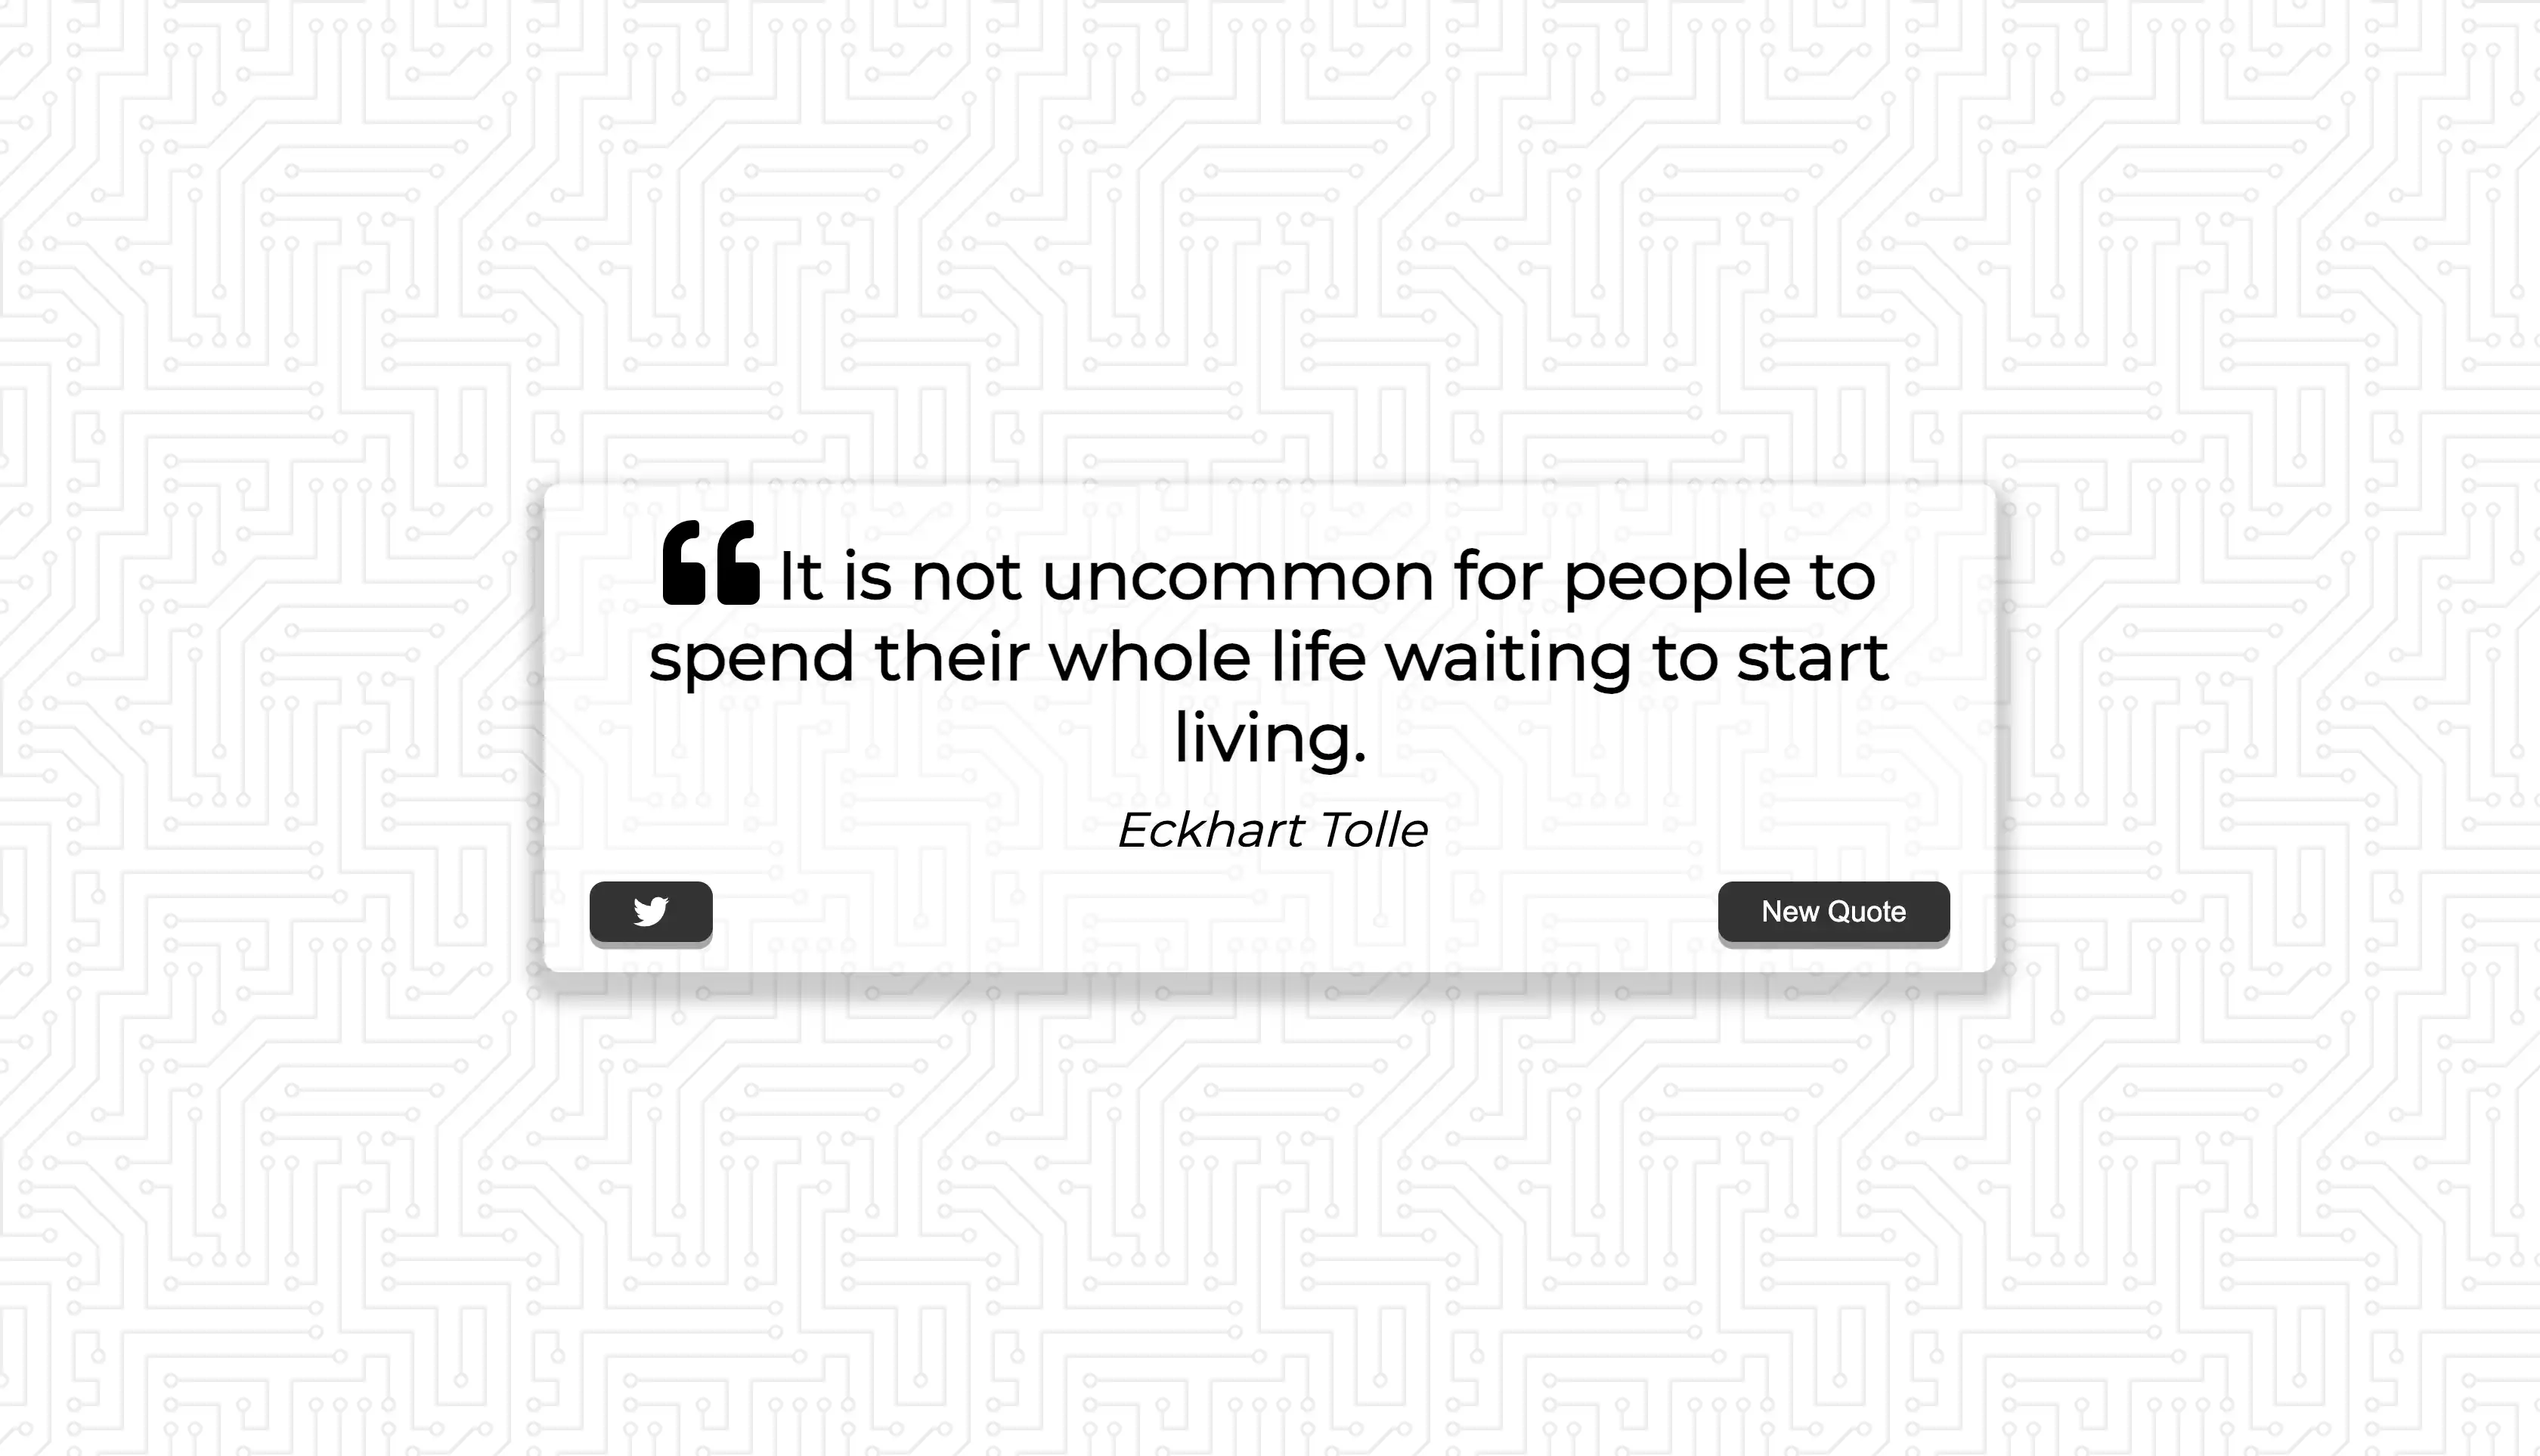 “ It is not uncommon for people to
spend their whole life waiting to start
living.
Eckhart Tolle
New Quote